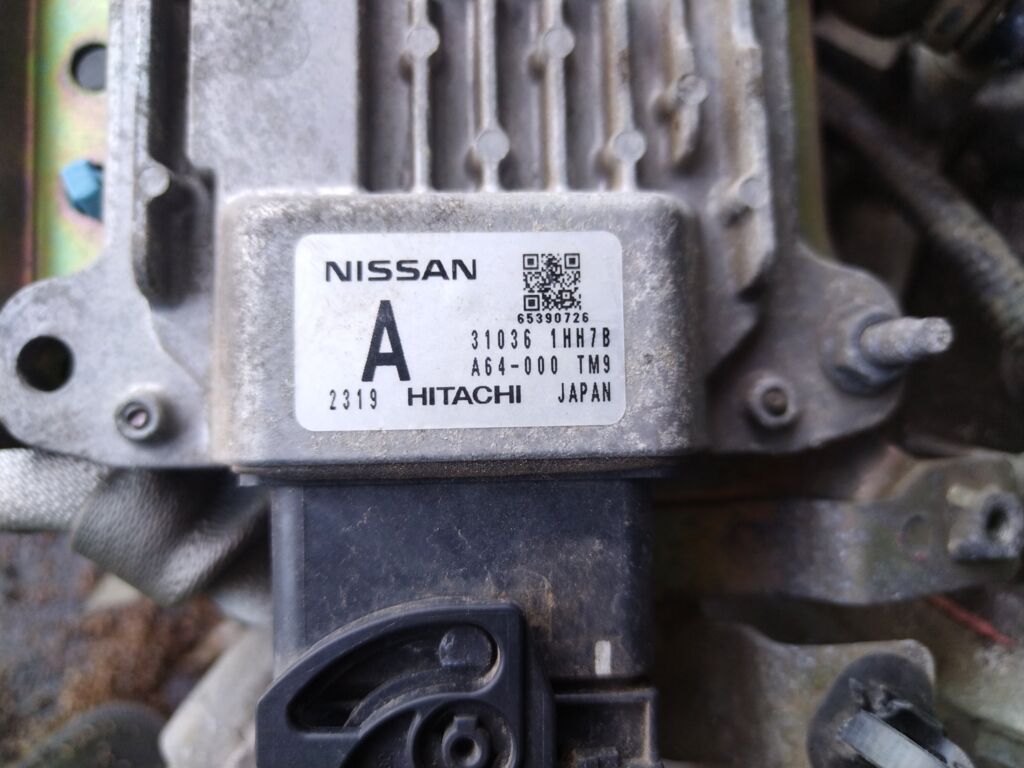 NISSAN
65390726
A
31036 1HH7B
A64-000 TM9
2319 HITACHI JAPAN